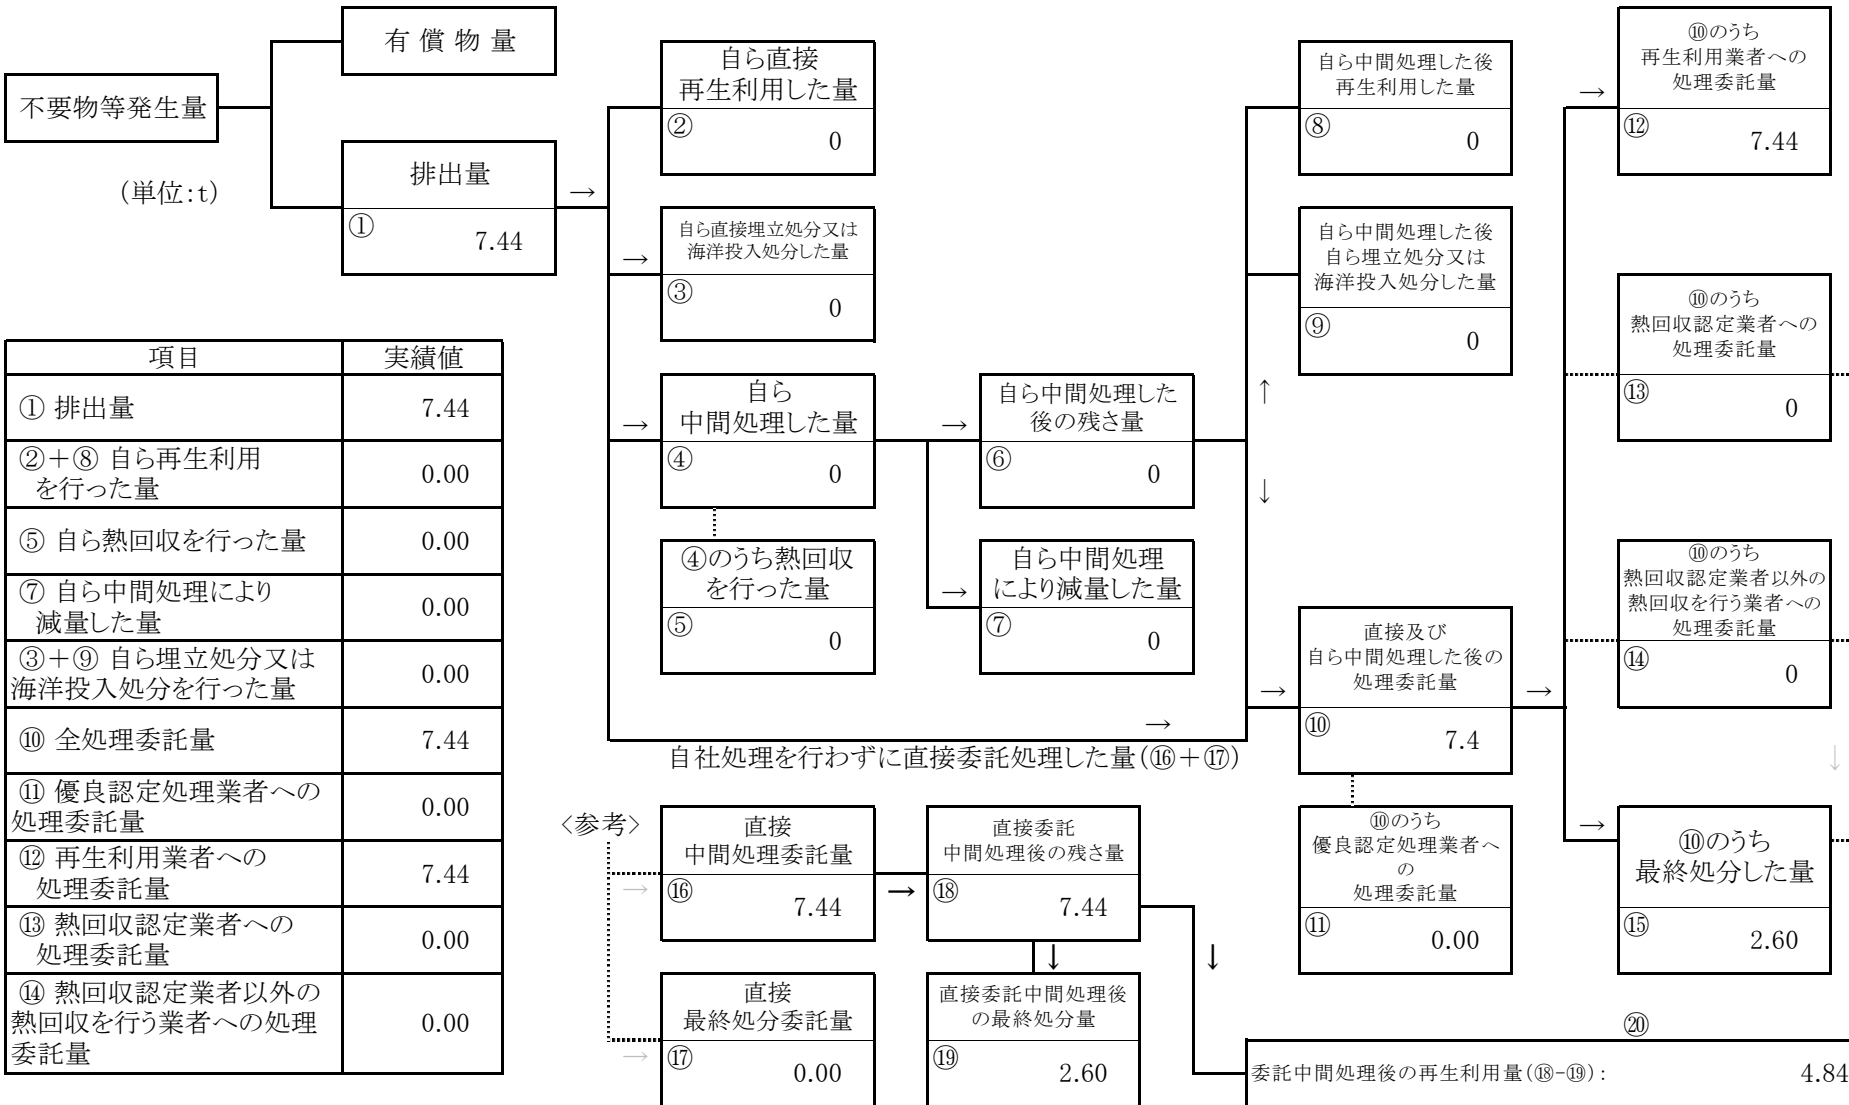 有償物量
不要物等発生量
(単位:t)
排出量
①
7.44
→
自ら直接
再生利用した量
②
0
→
自ら直接埋立処分又は
海洋投入処分した量
③
0
→
自ら
中間処理した量
④
0
④のうち熱回収
を行った量
⑤
0
→
自ら中間処理した
後の残さ量
⑥
0
→
自ら中間処理
により減量した量
⑦
0
↑
↓
自ら中間処理した後
再生利用した量
⑧
0
自ら中間処理した後
自ら埋立処分又は
海洋投入処分した量
⑨
0
→
自社処理を行わずに直接委託処理した量(⑯+⑰)
→
直接及び
自ら中間処理した後の
処理委託量
⑩
7.4
→
⑩のうち
優良認定処理業者へ
の
処理委託量
⑪
0.00
→
⑩のうち
再生利用業者への
処理委託量
⑫
7.44
⑩のうち
熱回収認定業者への
処理委託量
⑬
0
⑩のうち
熱回収認定業者以外の
熱回収を行う業者への
処理委託量
⑭
0
↓
→
⑩のうち
最終処分した量
⑮
2.60
項目 実績値
① 排出量 7.44
②+⑧ 自ら再生利用
を行った量
0.00
⑤ 自ら熱回収を行った量 0.00
⑦ 自ら中間処理により
減量した量
0.00
③+⑨ 自ら埋立処分又は
海洋投入処分を行った量
0.00
⑩ 全処理委託量 7.44
⑪ 優良認定処理業者への
処理委託量
0.00
⑫ 再生利用業者への
処理委託量
7.44
⑬ 熱回収認定業者への
処理委託量
0.00
⑭ 熱回収認定業者以外の
熱回収を行う業者への処理
委託量
0.00
〈参考〉
→
直接
中間処理委託量
⑯
7.44
→
直接委託
中間処理後の残さ量
⑱
7.44
↓
↓
→
直接
最終処分委託量
⑰
0.00
直接委託中間処理後
の最終処分量
⑲
2.60
⑳
委託中間処理後の再生利用量(⑱-⑲): 4.84